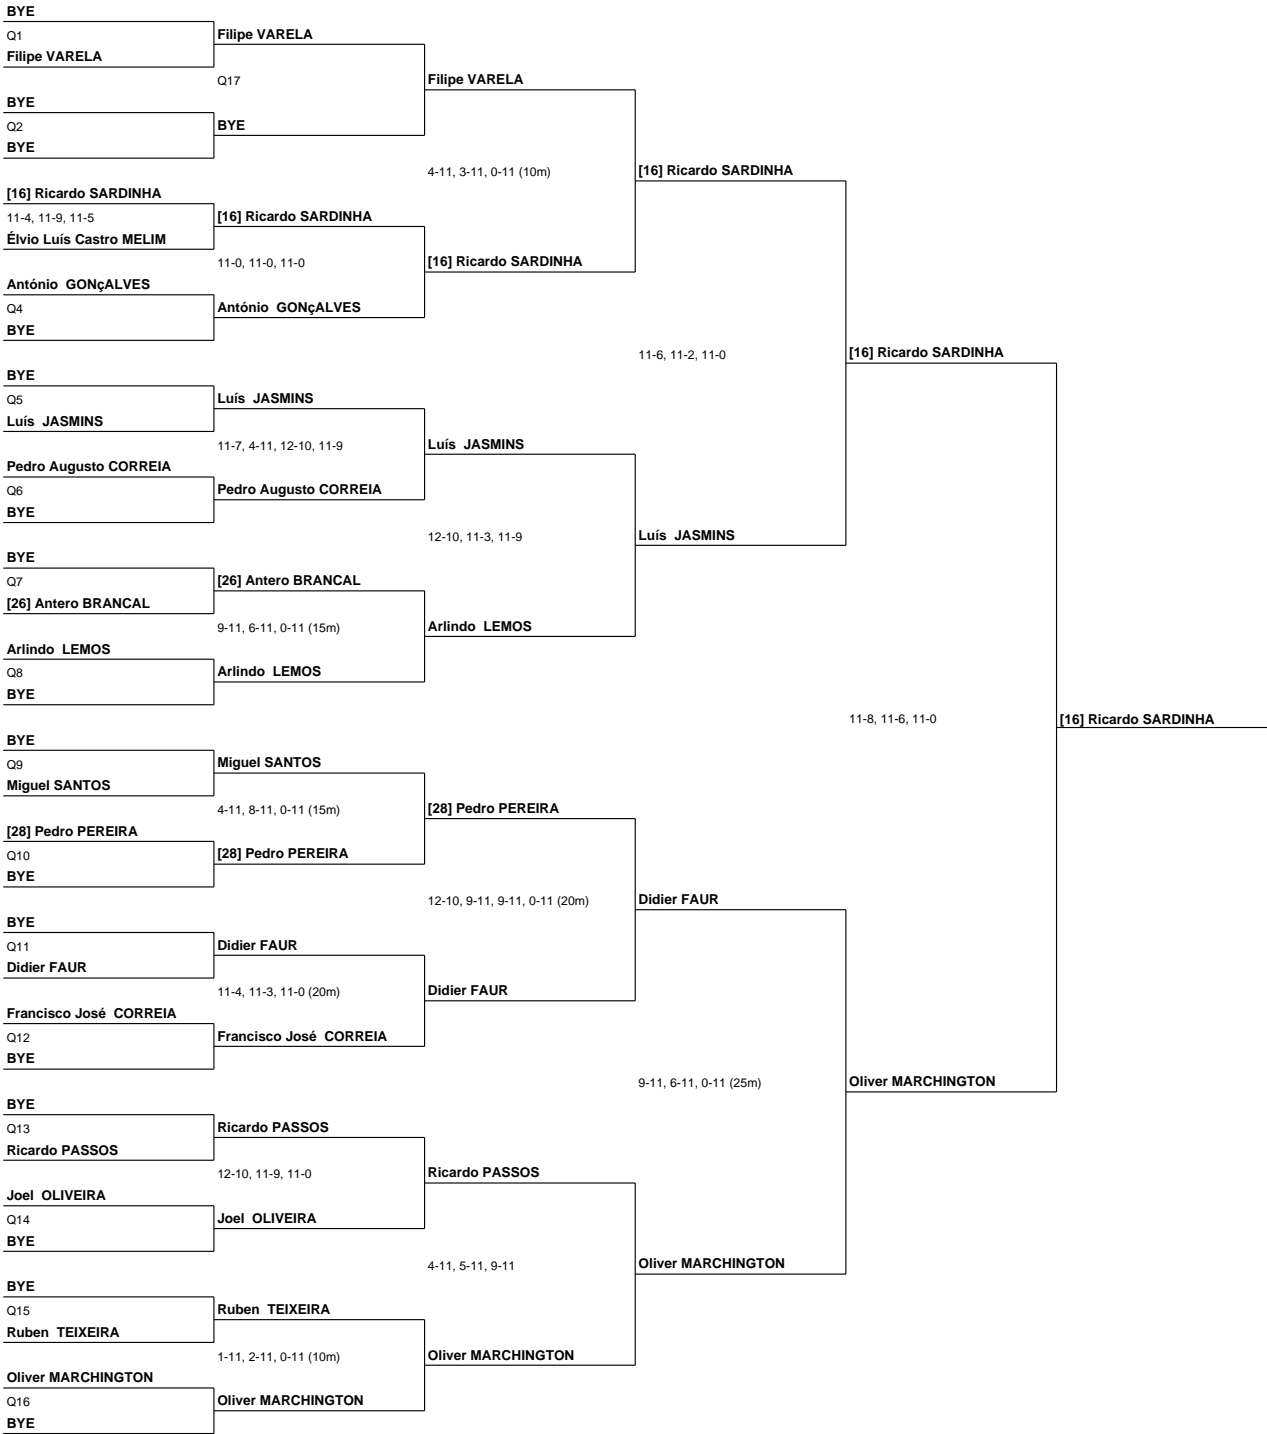 BYE
Q1
Filipe VARELA
BYE
Q2
BYE
[16] Ricardo SARDINHA
11-4, 11-9, 11-5
Élvio Luís Castro MELIM
António GONçALVES
Q4
BYE
BYE
Q5
Luís JASMINS
Pedro Augusto CORREIA
Q6
BYE
BYE
Q7
[26] Antero BRANCAL
Arlindo LEMOS
Q8
BYE
BYE
Q9
Miguel SANTOS
[28] Pedro PEREIRA
Q10
BYE
BYE
Q11
Didier FAUR
Francisco José CORREIA
Q12
BYE
BYE
Q13
Ricardo PASSOS
Joel OLIVEIRA
Q14
BYE
BYE
Q15
Ruben TEIXEIRA
Oliver MARCHINGTON
Q16
BYE
Filipe VARELA
Q17
BYE
[16] Ricardo SARDINHA
11-0, 11-0, 11-0
António GONçALVES
Luís JASMINS
11-7, 4-11, 12-10, 11-9
Pedro Augusto CORREIA
[26] Antero BRANCAL
9-11, 6-11, 0-11 (15m)
Arlindo LEMOS
Miguel SANTOS
4-11, 8-11, 0-11 (15m)
[28] Pedro PEREIRA
Didier FAUR
11-4, 11-3, 11-0 (20m)
Francisco José CORREIA
Ricardo PASSOS
12-10, 11-9, 11-0
Joel OLIVEIRA
Ruben TEIXEIRA
1-11, 2-11, 0-11 (10m)
Oliver MARCHINGTON
Filipe VARELA
4-11, 3-11, 0-11 (10m)
[16] Ricardo SARDINHA
Luís JASMINS
12-10, 11-3, 11-9
Arlindo LEMOS
[28] Pedro PEREIRA
12-10, 9-11, 9-11, 0-11 (20m)
Didier FAUR
Ricardo PASSOS
4-11, 5-11, 9-11
Oliver MARCHINGTON
[16] Ricardo SARDINHA
11-6, 11-2, 11-0
Luís JASMINS
Didier FAUR
9-11, 6-11, 0-11 (25m)
Oliver MARCHINGTON
[16] Ricardo SARDINHA
11-8, 11-6, 11-0
Oliver MARCHINGTON
[16] Ricardo SARDINHA